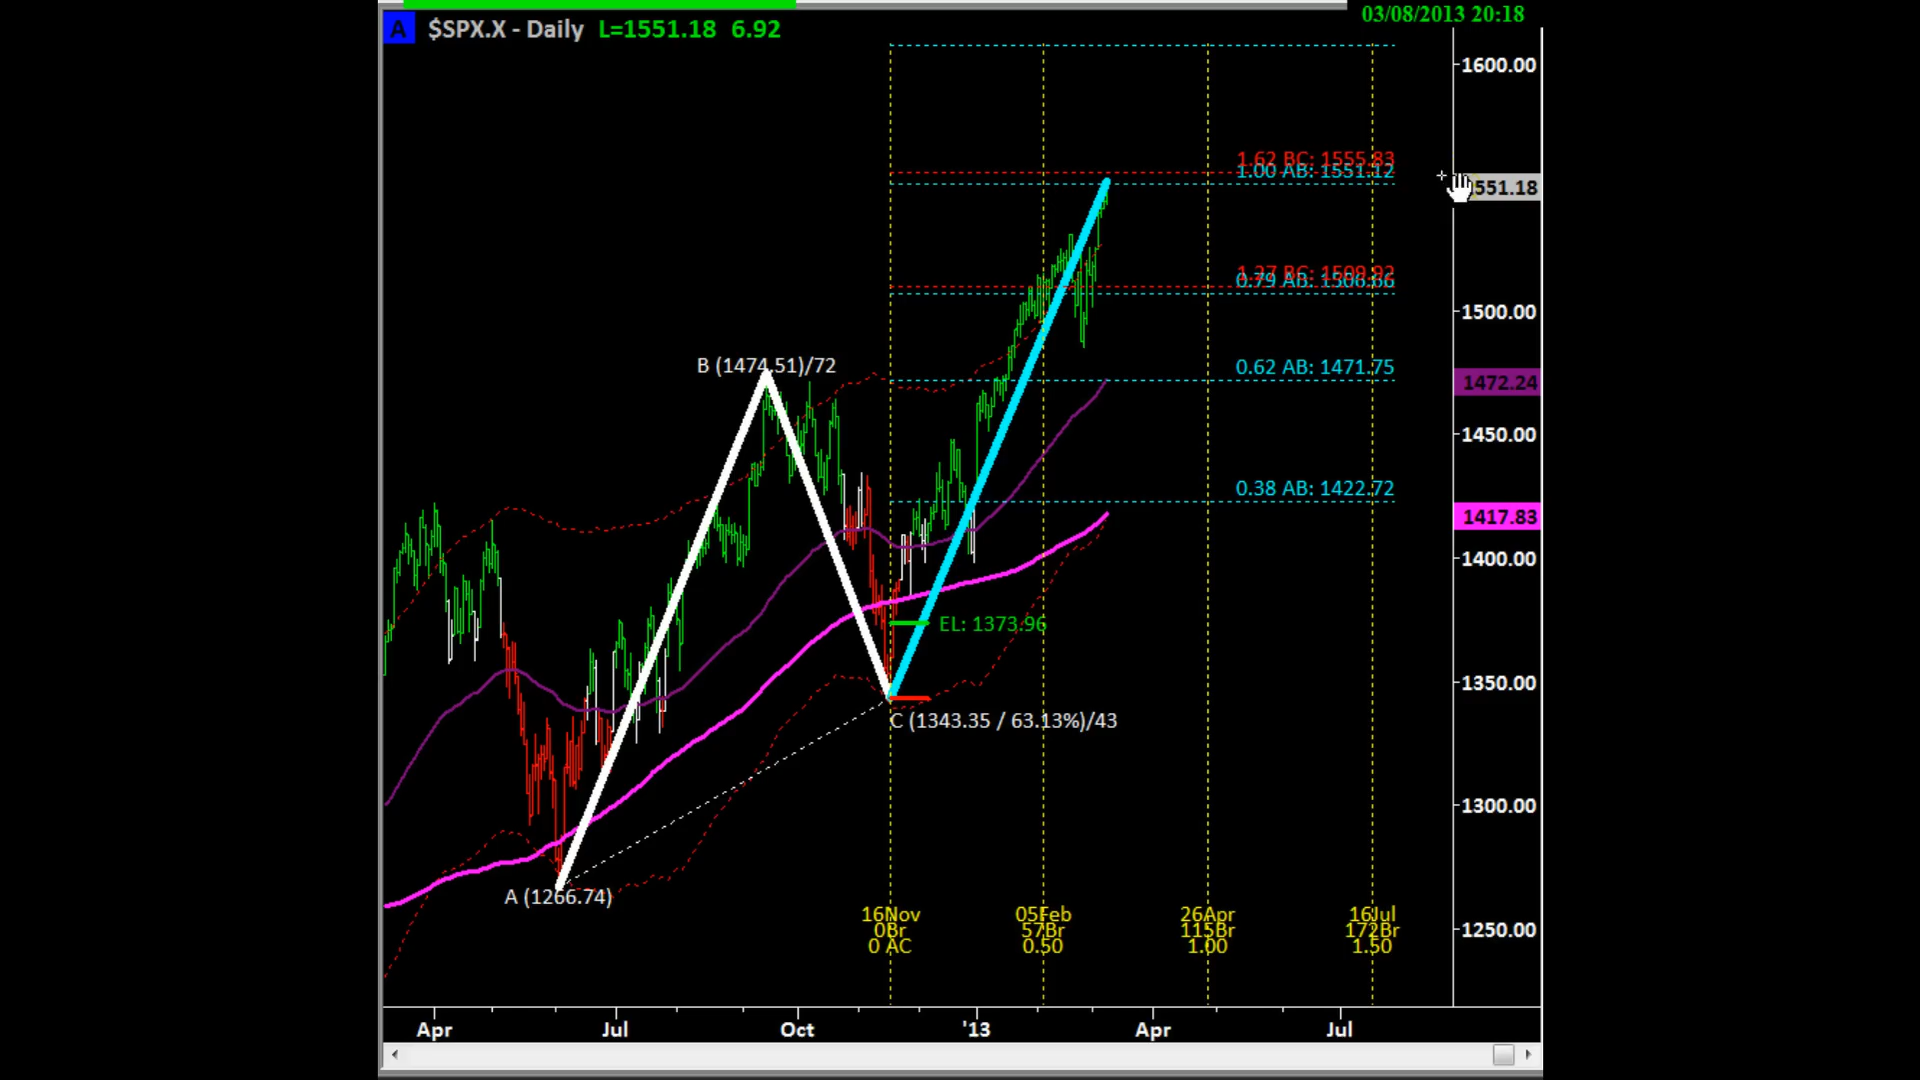 03/08/2013 20:18
A $SPX.X - Daily L=1551.18 6.92
1600.00
1.62 BC: 1555.83
1.00 AB: 1551.12
551.18
1.27 BC: 1509.92
0.79 AB: 1506.66
1500.00
B (1474.51)/72
0.62 AB: 1471.75
1472.24
1450.00
0.38 AB: 1422.72
1417.83
1400.00
EL: 1373.96
1350.00
C (1343.35 / 63.13%)/43
1300.00
A (1266.74)
16Nov 05Feb 26Apr 16Jul
0Br 57Br 115Br 172Br
0 AC 0.50 1.00 1.50
1250.00
Apr Jul Oct '13 Apr Jul